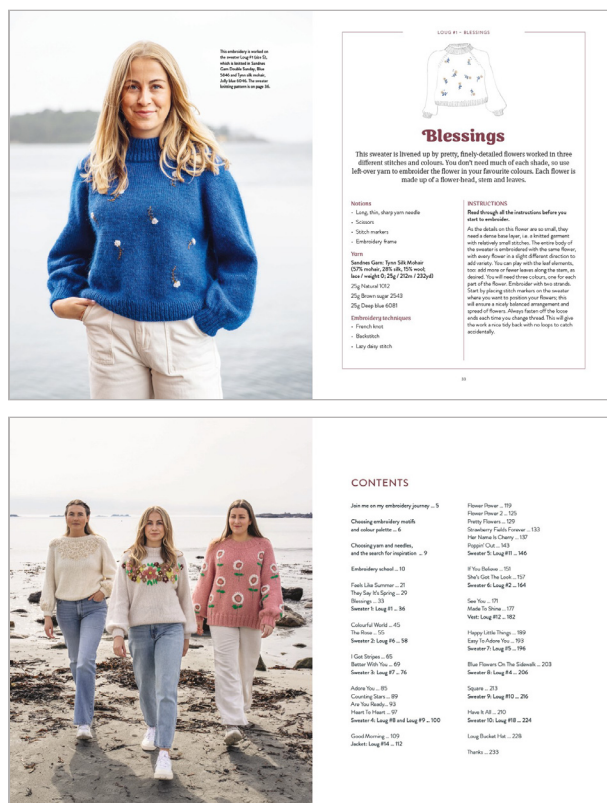 This embroidery is worked on
the sweater Loug #1 (size S),
which is knitted in Sandnes
Garn Double Sunday, Blue
5846 and Tynn silk mohair,
Jolly blue 6046. The sweater
knitting pattern is on page 36.
LOUG #1 – BLESSINGS
Blessings
This sweater is livened up by pretty, finely-detailed flowers worked in three
different stitches and colours. You don't need much of each shade, so use
left-over yarn to embroider the flower in your favourite colours. Each flower is
made up of a flower-head, stem and leaves.
Notions
- Long, thin, sharp yarn needle
- Scissors
- Stitch markers
- Embroidery frame
Yarn
Sandnes Garn: Tynn Silk Mohair
(57% mohair, 28% silk, 15% wool;
lace / weight 0; 25g / 212m / 232yd)
25g Natural 1012
25g Brown sugar 2543
25g Deep blue 6081
Embroidery techniques
- French knot
- Backstitch
- Lazy daisy stitch
INSTRUCTIONS
Read through all the instructions before you
start to embroider.
As the details on this flower are so small, they
need a dense base layer, i.e. a knitted garment
with relatively small stitches. The entire body of
the sweater is embroidered with the same flower,
with every flower in a slight different direction to
add variety. You can play with the leaf elements,
too: add more or fewer leaves along the stem, as
desired. You will need three colours, one for each
part of the flower. Embroider with two strands.
Start by placing stitch markers on the sweater
where you want to position your flowers; this
will ensure a nicely balanced arrangement and
spread of flowers. Always fasten off the loose
ends each time you change thread. This will give
the work a nice tidy back with no loops to catch
accidentally.
CONTENTS
Join me on my embroidery journey ... 5
Choosing embroidery motifs
and colour palette ... 6
Choosing yarn and needles,
and the search for inspiration ... 9
Embroidery school ... 10
Feels Like Summer ... 21
They Say It's Spring ... 29
Blessings ... 33
Sweater 1: Loug #1 ... 36
Colourful World ... 45
The Rose ... 55
Sweater 2: Loug #6 ... 58
I Got Stripes ... 65
Better With You ... 69
Sweater 3: Loug #7 ... 76
Adore You ... 85
Counting Stars ... 89
Are You Ready... 93
Heart To Heart ... 97
Sweater 4: Loug #8 and Loug #9 ... 100
Good Morning ... 109
Jacket: Loug #14 ... 112
Flower Power ... 119
Flower Power 2 ... 125
Pretty Flowers ... 129
Strawberry Fields Forever ... 133
Her Name Is Cherry ... 137
Poppin' Out ... 143
Sweater 5: Loug #11 ... 146
If You Believe ... 151
She's Got The Look ... 157
Sweater 6: Loug #2 ... 164
See You ... 171
Made To Shine ... 177
Vest: Loug #12 ... 182
Happy Little Things ... 189
Easy To Adore You ... 193
Sweater 7: Loug #5 ... 196
Blue Flowers On The Sidewalk ... 203
Sweater 8: Loug #4 ... 206
Square ... 213
Sweater 9: Loug #10 ... 216
Have It All ... 210
Sweater 10: Loug #18 ... 224
Loug Bucket Hat ... 228
Thanks ... 233